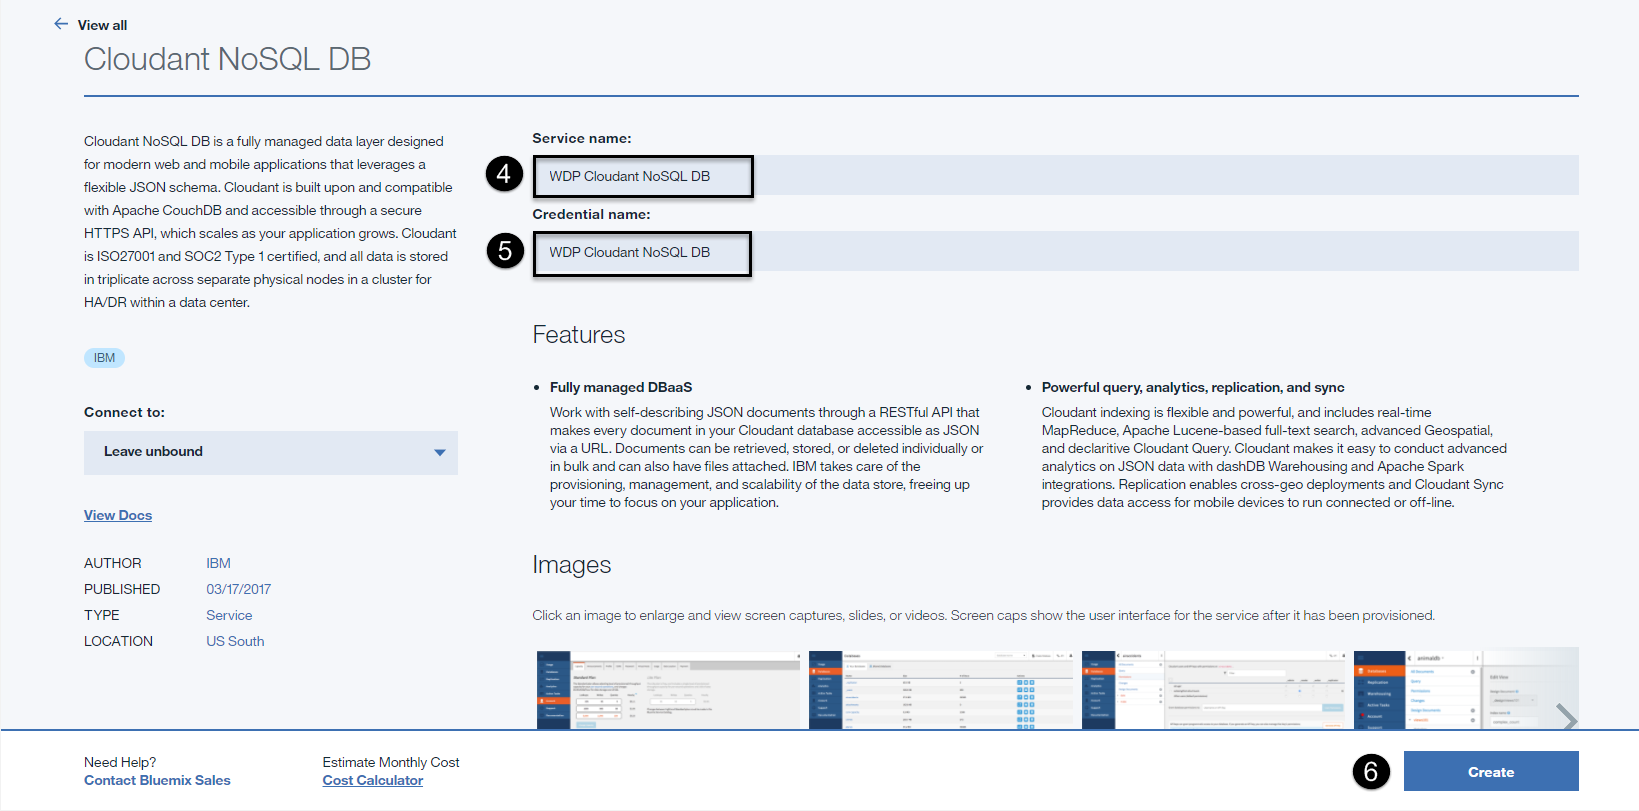 View all
Cloudant NoSQL DB
Cloudant NoSQL DB is a fully managed data layer designed
for modern web and mobile applications that leverages a
flexible JSON schema. Cloudant is built upon and compatible
with Apache CouchDB and accessible through a secure
HTTPS API, which scales as your application grows. Cloudant
is ISO27001 and SOC2 Type 1 certified, and all data is stored
in triplicate across separate physical nodes in a cluster for
HA/DR within a data center.
IBM
Connect to:
Leave unbound
View Docs
AUTHOR IBM
PUBLISHED 03/17/2017
TYPE Service
LOCATION US South
Service name:
4 WDP Cloudant NoSQL DB
Credential name:
5 WDP Cloudant NoSQL DB
Features
• Fully managed DBaaS
Work with self-describing JSON documents through a RESTful API that
makes every document in your Cloudant database accessible as JSON
via a URL. Documents can be retrieved, stored, or deleted individually or
in bulk and can also have files attached. IBM takes care of the
provisioning, management, and scalability of the data store, freeing up
your time to focus on your application.
• Powerful query, analytics, replication, and sync
Cloudant indexing is flexible and powerful, and includes real-time
MapReduce, Apache Lucene-based full-text search, advanced Geospatial,
and declaritive Cloudant Query. Cloudant makes it easy to conduct advanced
analytics on JSON data with dashDB Warehousing and Apache Spark
integrations. Replication enables cross-geo deployments and Cloudant Sync
provides data access for mobile devices to run connected or off-line.
Images
Click an image to enlarge and view screen captures, slides, or videos. Screen caps show the user interface for the service after it has been provisioned.
Need Help?
Contact Bluemix Sales
Estimate Monthly Cost
Cost Calculator
6 Create